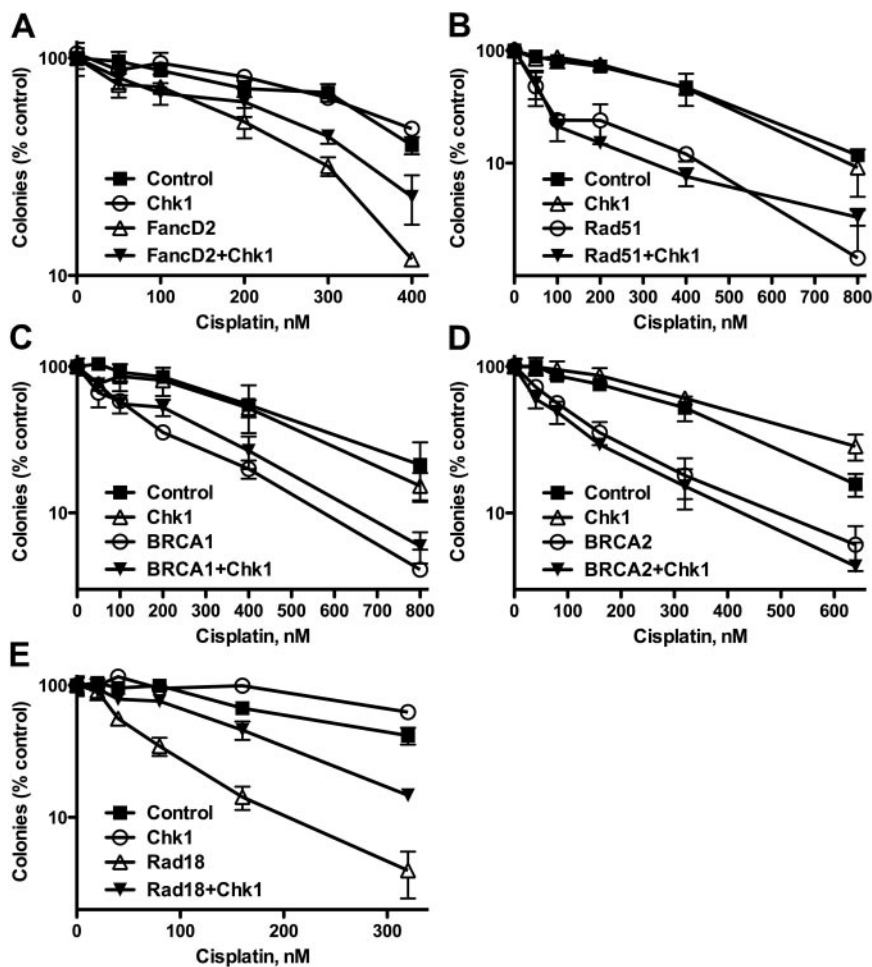 A
Colonies (% control)
100
10
Control
Chk1
FancD2
FancD2+Chk1
0 100 200 300 400
Cisplatin, nM
B
Colonies (% control)
100
10
Control
Chk1
Rad51
Rad51+Chk1
0 100 200 300 400 500 600 700 800
Cisplatin, nM
C
Colonies (% control)
100
10
Control
Chk1
BRCA1
BRCA1+Chk1
0 100 200 300 400 500 600 700 800
Cisplatin, nM
D
Colonies (% control)
100
10
Control
Chk1
BRCA2
BRCA2+Chk1
0 200 400 600
Cisplatin, nM
E
Colonies (% control)
100
10
Control
Chk1
Rad18
Rad18+Chk1
0 100 200 300
Cisplatin, nM